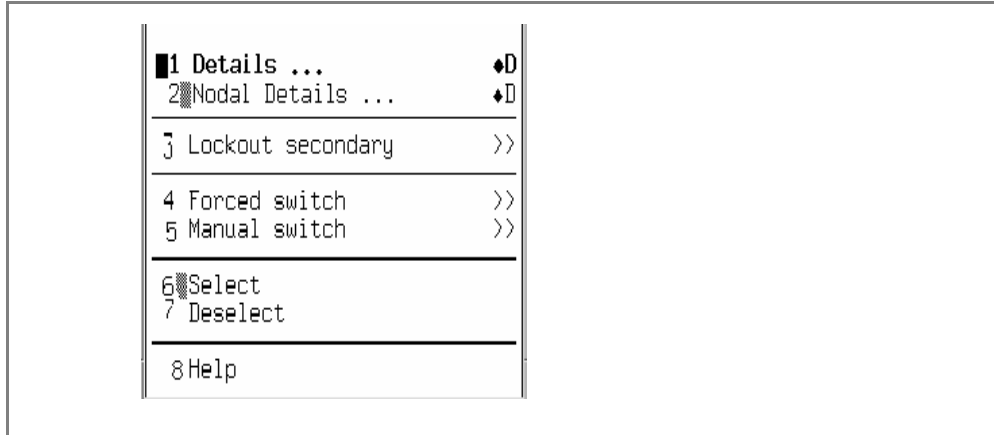 1 Details ... ♦D
2 Nodal Details ... ♦D
3 Lockout secondary >>
4 Forced switch >>
5 Manual switch >>
6 Select
7 Deselect
8 Help